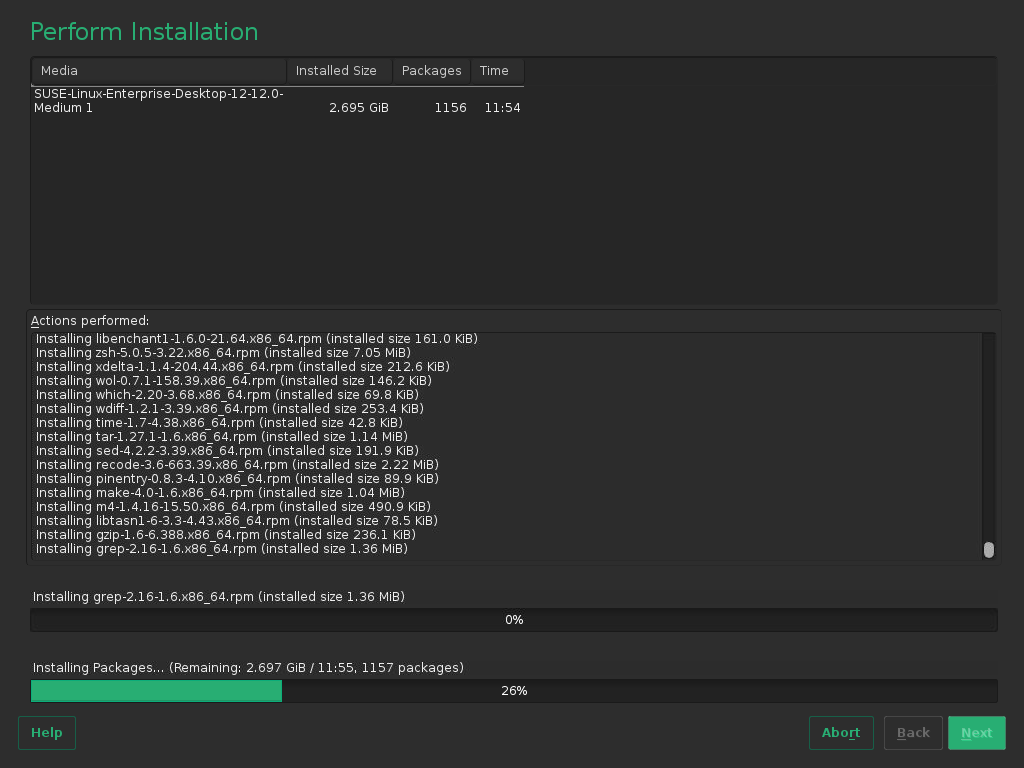 Perform Installation
Media Installed Size Packages Time
SUSE-Linux-Enterprise-Desktop-12-12.0-
Medium 1 2.695 GiB 1156 11:54
Actions performed:
Installing libenchant1-1.6.0-21.64.x86_64.rpm (installed size 161.0 KiB)
Installing zsh-5.0.5-3.22.x86_64.rpm (installed size 7.05 MiB)
Installing xdelta-1.1.4-204.44.x86_64.rpm (installed size 212.6 KiB)
Installing wol-0.7.1-158.39.x86_64.rpm (installed size 146.2 KiB)
Installing which-2.20-3.68.x86_64.rpm (installed size 69.8 KiB)
Installing wdiff-1.2.1-3.39.x86_64.rpm (installed size 253.4 KiB)
Installing time-1.7-4.38.x86_64.rpm (installed size 42.8 KiB)
Installing tar-1.27.1-1.6.x86_64.rpm (installed size 1.14 MiB)
Installing sed-4.2.2-3.39.x86_64.rpm (installed size 191.9 KiB)
Installing recode-3.6-663.39.x86_64.rpm (installed size 2.22 MiB)
Installing pinentry-0.8.3-4.10.x86_64.rpm (installed size 89.9 KiB)
Installing make-4.0-1.6.x86_64.rpm (installed size 1.04 MiB)
Installing m4-1.4.16-15.50.x86_64.rpm (installed size 490.9 KiB)
Installing libtasn1-6-3.3-4.43.x86_64.rpm (installed size 78.5 KiB)
Installing gzip-1.6-6.388.x86_64.rpm (installed size 236.1 KiB)
Installing grep-2.16-1.6.x86_64.rpm (installed size 1.36 MiB)
Installing grep-2.16-1.6.x86_64.rpm (installed size 1.36 MiB)
0%
Installing Packages... (Remaining: 2.697 GiB / 11:55, 1157 packages)
26%
Help Abort Back Next